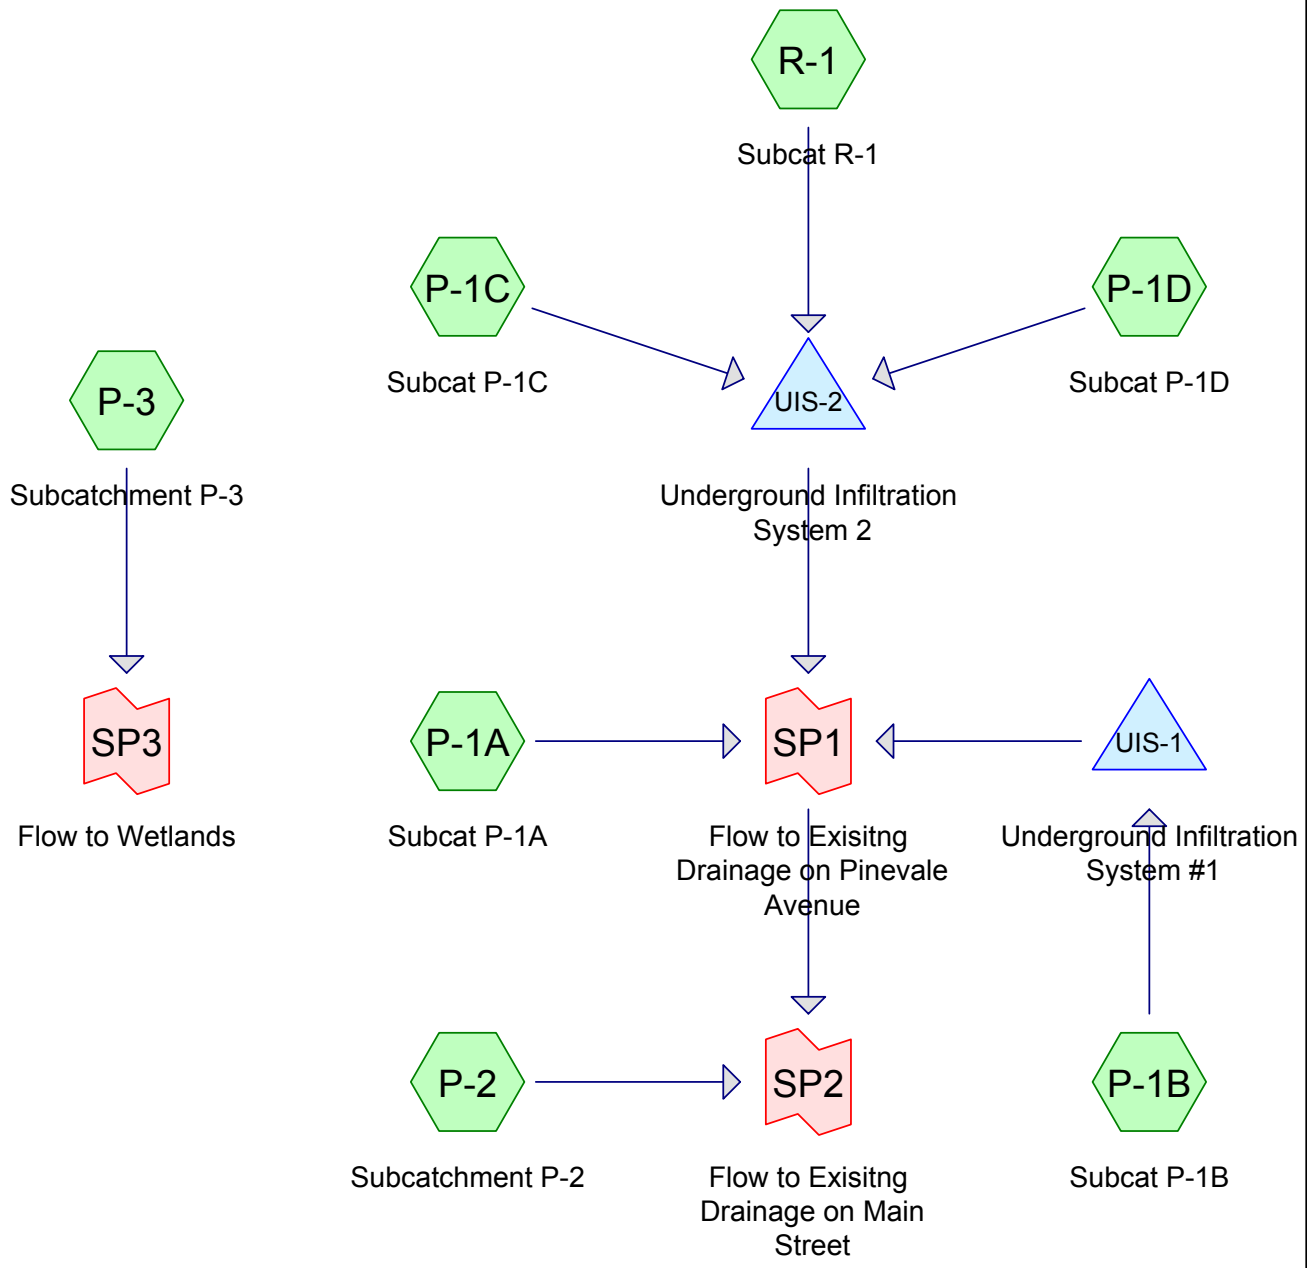 R-1
Subcat R-1
P-1C
Subcat P-1C
P-1D
Subcat P-1D
P-3
Subcatchment P-3
UIS-2
Underground Infiltration
System 2
SP3
Flow to Wetlands
P-1A
Subcat P-1A
SP1
Flow to Exisitng
Drainage on Pinevale
Avenue
UIS-1
Underground Infiltration
System #1
P-2
Subcatchment P-2
SP2
Flow to Exisitng
Drainage on Main
Street
P-1B
Subcat P-1B